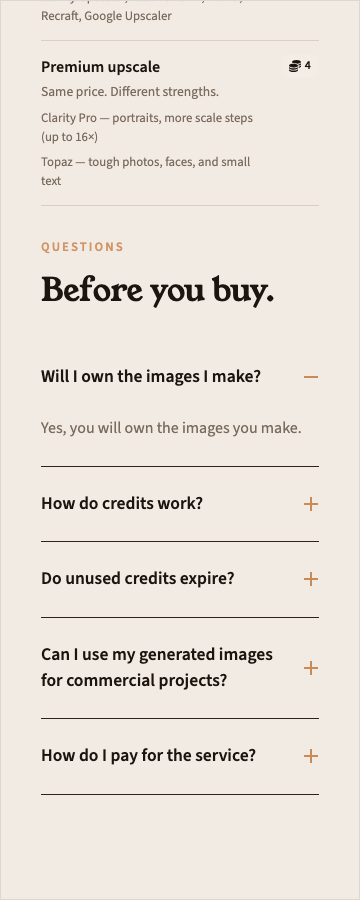 Recraft, Google Upscaler
Premium upscale
4
Same price. Different strengths.
Clarity Pro — portraits, more scale steps
(up to 16×)
Topaz — tough photos, faces, and small
text
QUESTIONS
Before you buy.
Will I own the images I make?
Yes, you will own the images you make.
How do credits work?
Do unused credits expire?
Can I use my generated images
for commercial projects?
How do I pay for the service?